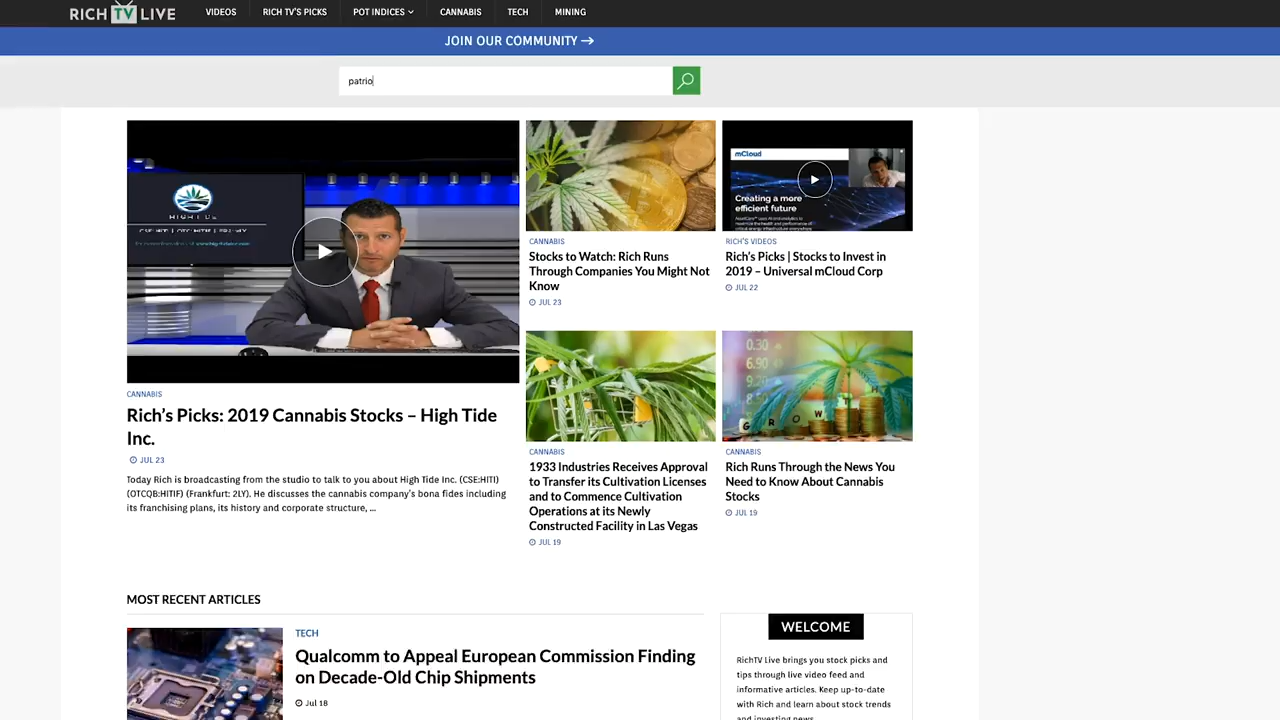 RICH TV LIVE
VIDEOS
RICH TV'S PICKS
POT INDICES
CANNABIS
TECH
MINING
JOIN OUR COMMUNITY →
patrio
CANNABIS
Rich's Picks: 2019 Cannabis Stocks – High Tide
Inc.
JUL 23
Today Rich is broadcasting from the studio to talk to you about High Tide Inc. (CSE:HITI)
(OTCQB:HITIF) (Frankfurt: 2LY). He discusses the cannabis company's bona fides including
its franchising plans, its history and corporate structure, ...
CANNABIS
Stocks to Watch: Rich Runs
Through Companies You Might Not
Know
JUL 23
mCloud
Creating a more
efficient future
RICH'S VIDEOS
Rich's Picks | Stocks to Invest in
2019 – Universal mCloud Corp
JUL 22
CANNABIS
1933 Industries Receives Approval
to Transfer its Cultivation Licenses
and to Commence Cultivation
Operations at its Newly
Constructed Facility in Las Vegas
JUL 19
0.30
6.90
9.20
G R O W T H
CANNABIS
Rich Runs Through the News You
Need to Know About Cannabis
Stocks
JUL 19
MOST RECENT ARTICLES
TECH
Qualcomm to Appeal European Commission Finding
on Decade-Old Chip Shipments
Jul 18
WELCOME
RichTV Live brings you stock picks and
tips through live video feed and
informative articles. Keep up-to-date
with Rich and learn about stock trends
and investing news.